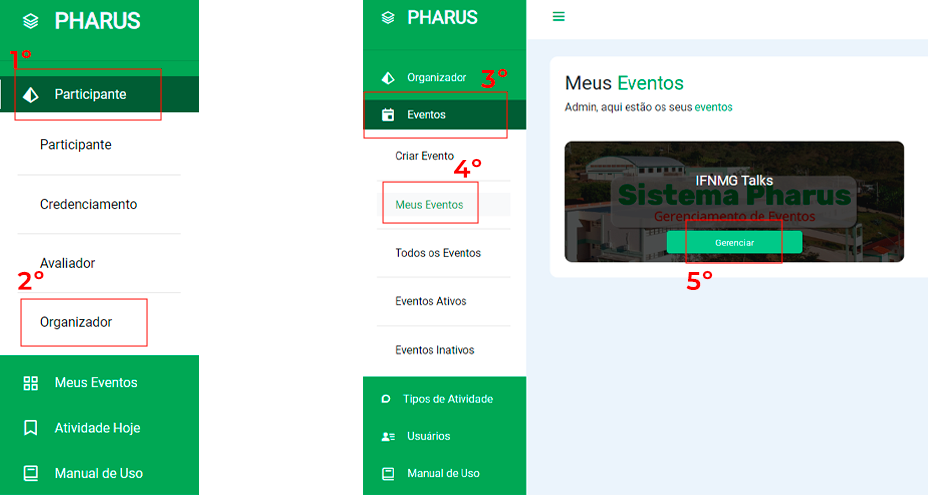 PHARUS
1°
Participante
Participante
Credenciamento
Avaliador
2°
Organizador
Meus Eventos
Atividade Hoje
Manual de Uso
PHARUS
Organizador
3°
Eventos
Criar Evento
4°
Meus Eventos
Todos os Eventos
Eventos Ativos
Eventos Inativos
Tipos de Atividade
Usuários
Manual de Uso
Meus Eventos
Admin, aqui estão os seus eventos
IFNMG Talks
Sistema Pharus
Gerenciamento de Eventos
Gerenciar
5°